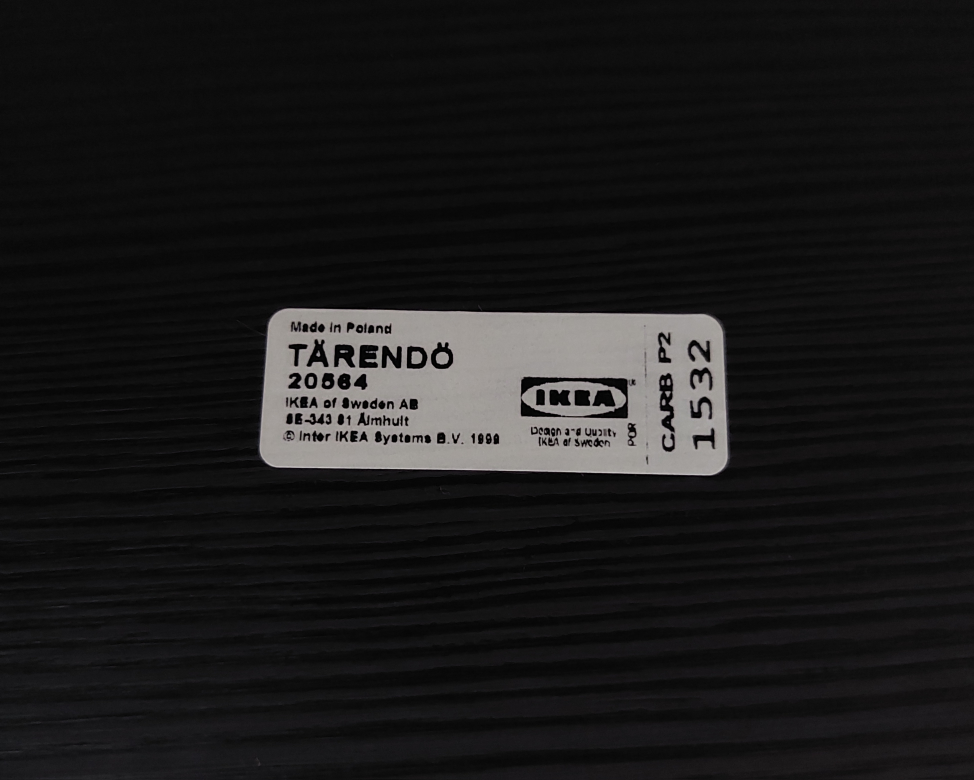 Made in Poland
TÄRENDÖ
20564
IKEA of Sweden AB
SE-343 81 Älmhult
© Inter IKEA Systems B.V. 1999
IKEA
Design and Quality
IKEA of Sweden
POR
CARB P2
1532